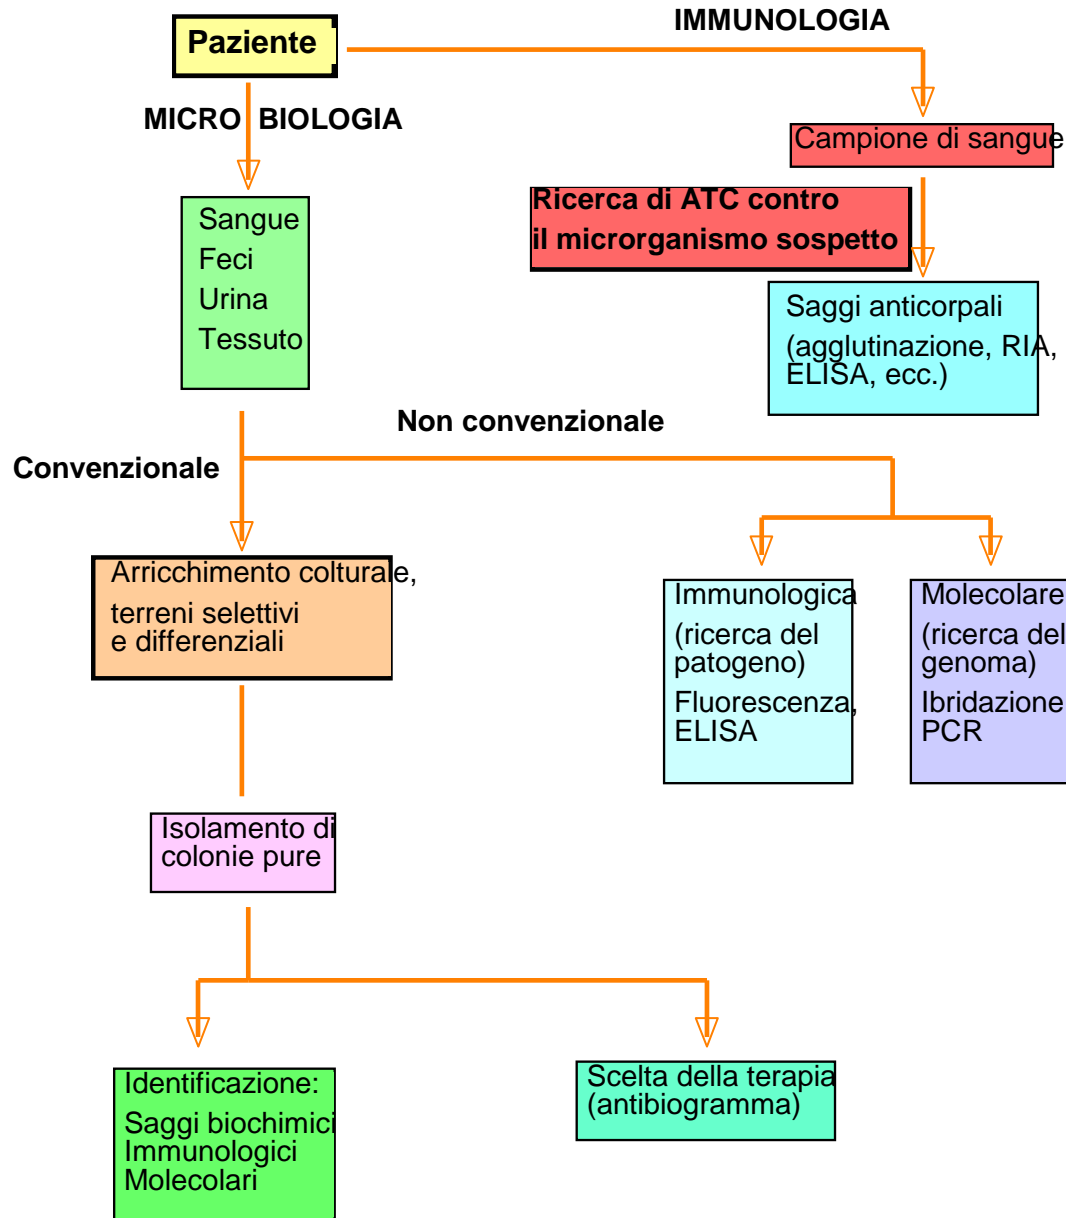 IMMUNOLOGIA
Paziente
MICRO BIOLOGIA
Campione di sangue
Ricerca di ATC contro
il microrganismo sospetto
Sangue
Feci
Urina
Tessuto
Saggi anticorpali
(agglutinazione, RIA,
ELISA, ecc.)
Non convenzionale
Convenzionale
Arricchimento colturale,
terreni selettivi
e differenziali
Immunologica
(ricerca del
patogeno)
Fluorescenza,
ELISA
Molecolare
(ricerca del
genoma)
Ibridazione
PCR
Isolamento di
colonie pure
Identificazione:
Saggi biochimici
Immunologici
Molecolari
Scelta della terapia
(antibiogramma)